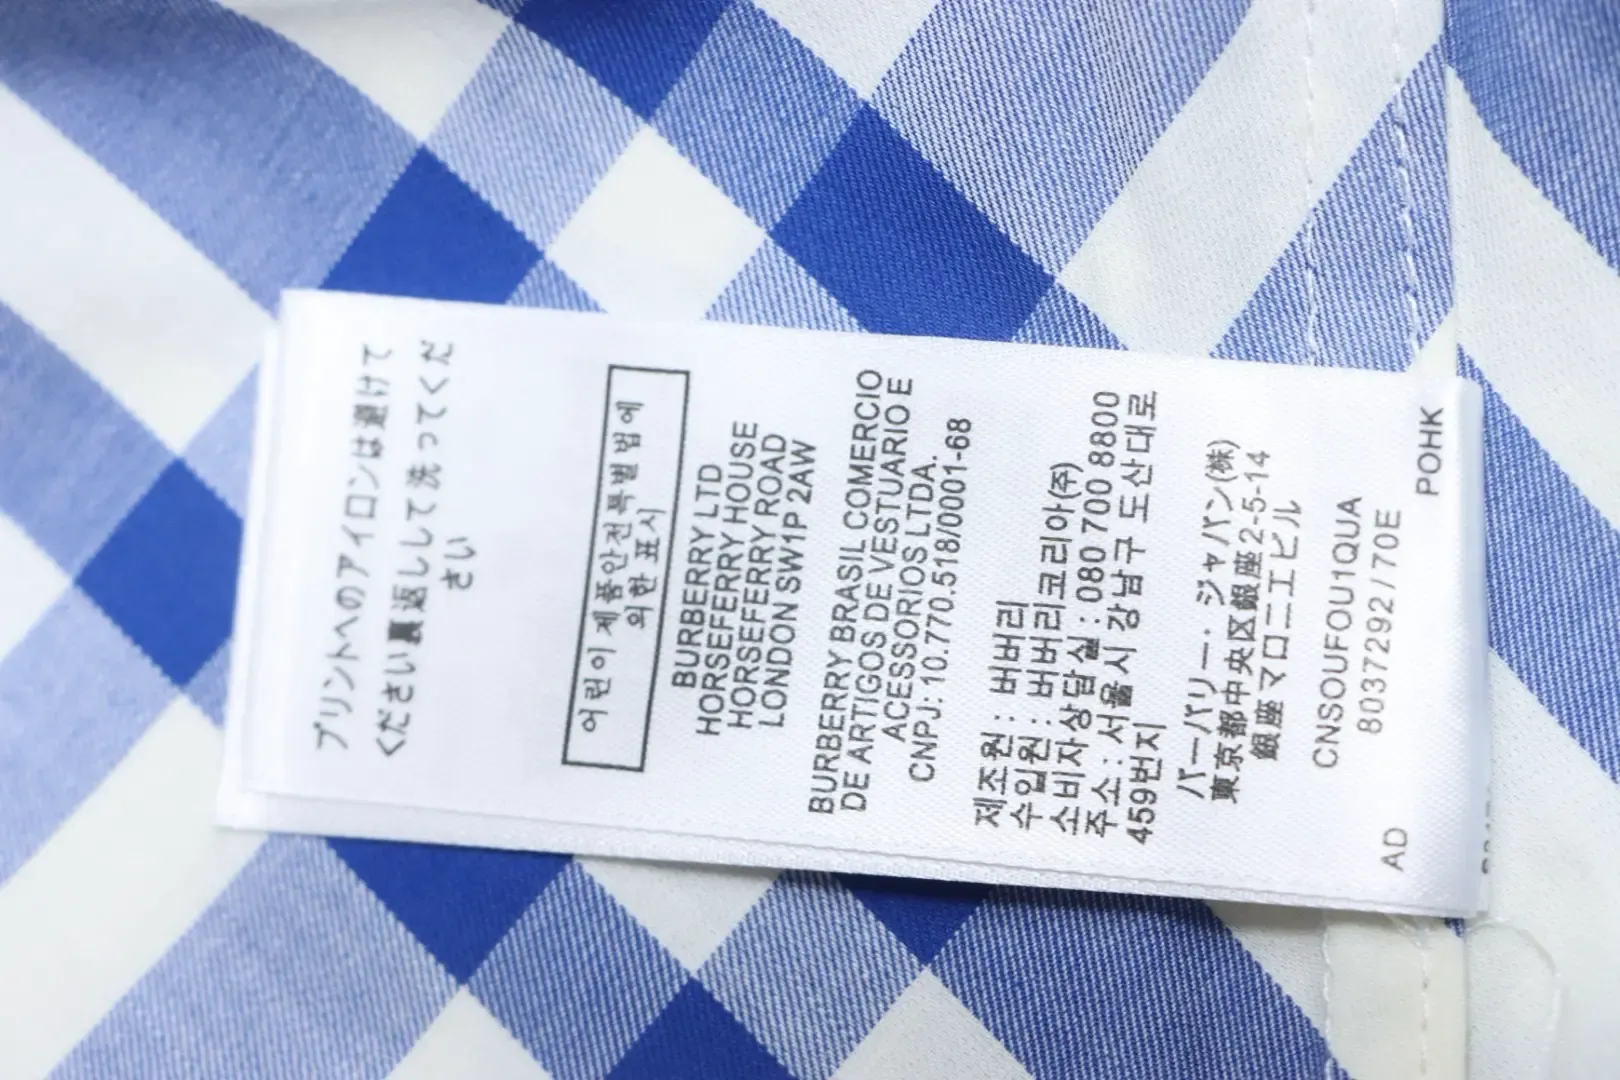 プリントへのアイロンは避けて
ください裏返しして洗ってくだ
さい
어린이 제품안전특별법에
의한 표시
BURBERRY LTD
HORSEFERRY HOUSE
HORSEFERRY ROAD
LONDON SW1P 2AW
BURBERRY BRASIL COMERCIO
DE ARTIGOS DE VESTUARIO E
ACESSORIOS LTDA.
CNPJ: 10.770.518/0001-68
제조원 : 버버리
수입원 : 버버리코리아(주)
소비자상담실 : 080 700 8800
주소 : 서울시 강남구 도산대로
459번지
バーバリー・ジャパン(株)
東京都中央区銀座2-5-14
銀座マロニエビル
CNSOUFOU1QUA
8037292 / 70E
AD POHK